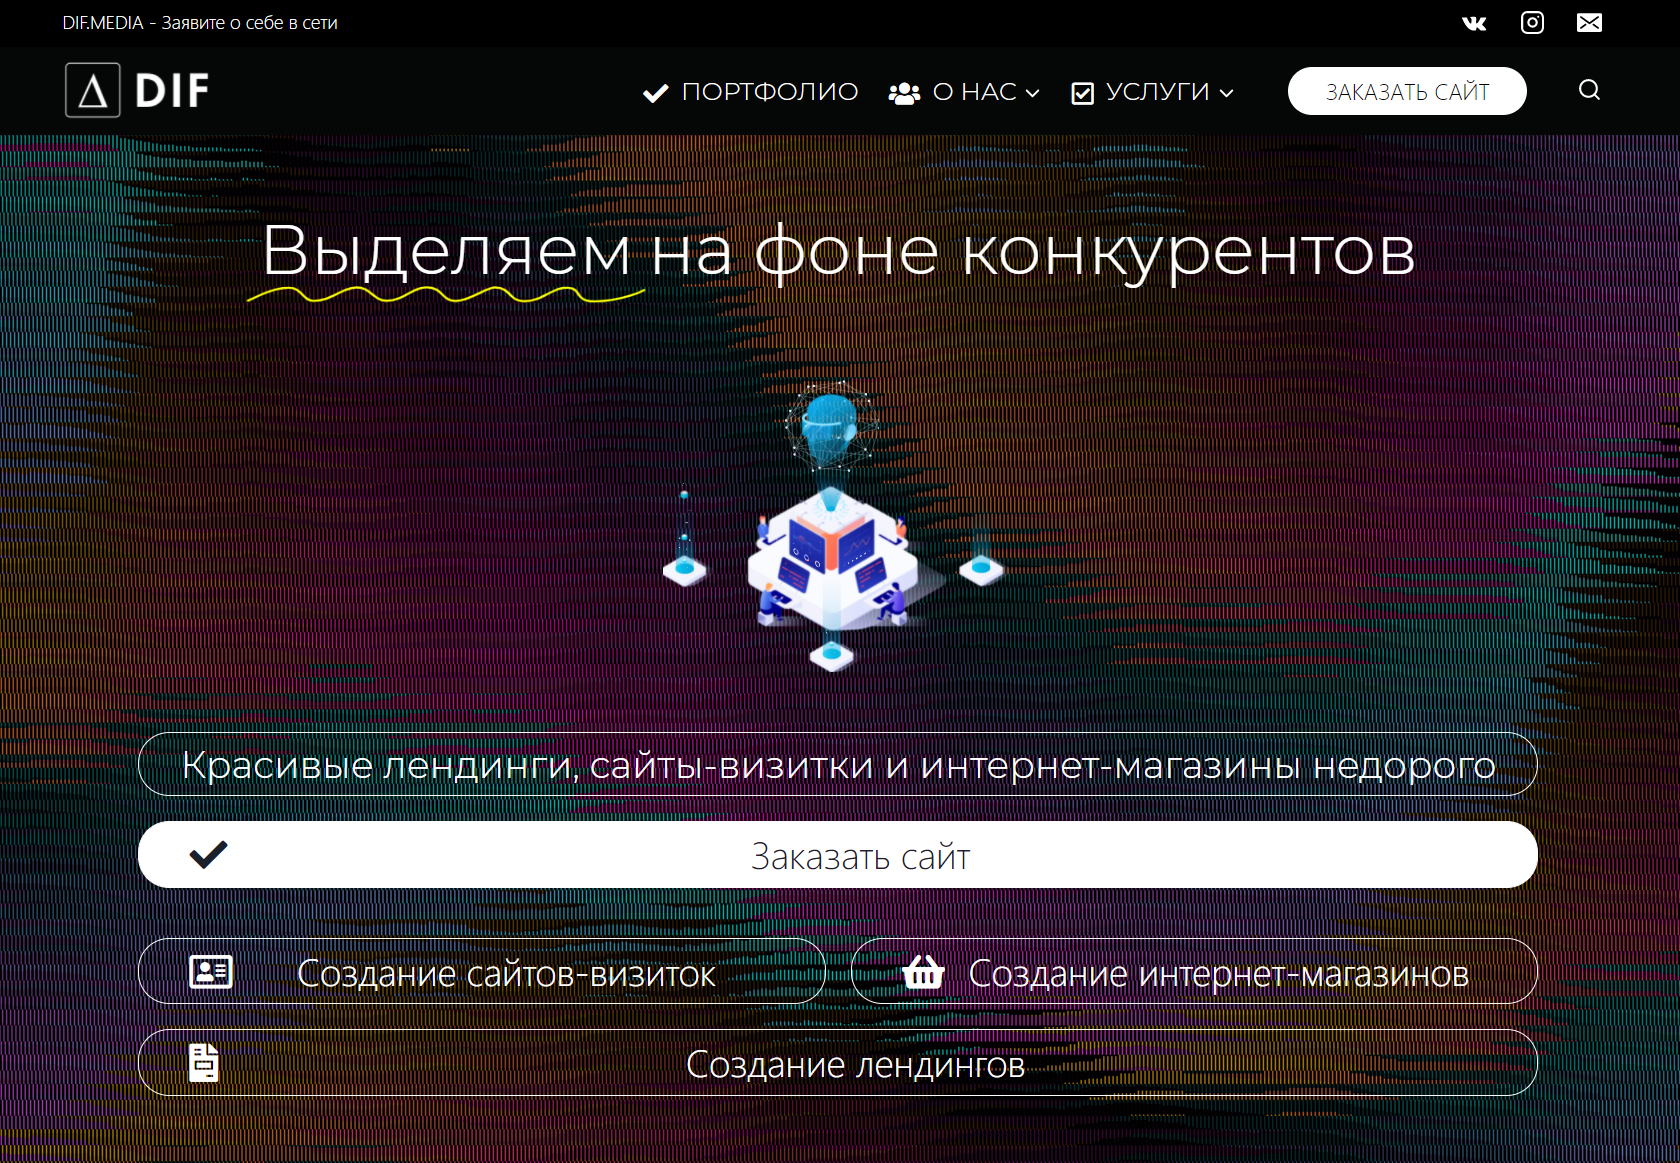 DIF.MEDIA - Заявите о себе в сети
DIF
ПОРТФОЛИО
О НАС
УСЛУГИ
ЗАКАЗАТЬ САЙТ
Выделяем на фоне конкурентов
Красивые лендинги, сайты-визитки и интернет-магазины недорого
Заказать сайт
Создание сайтов-визиток
Создание интернет-магазинов
Создание лендингов